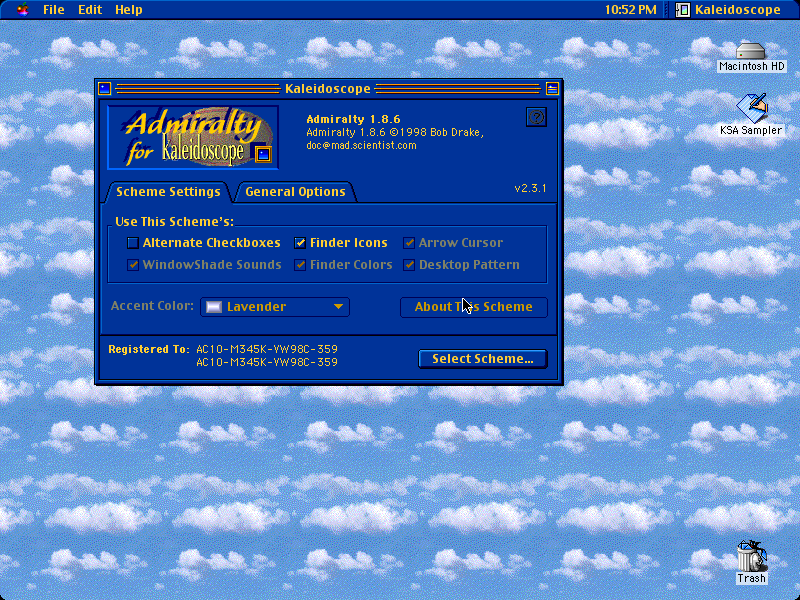 File Edit Help 10:52 PM Kaleidoscope
Macintosh HD
KSA Sampler
Kaleidoscope
Admiralty
for Kaleidoscope
Admiralty 1.8.6
Admiralty 1.8.6 ©1998 Bob Drake,
doc@mad.scientist.com
?
Scheme Settings General Options v2.3.1
Use This Scheme's:
Alternate Checkboxes Finder Icons Arrow Cursor
WindowShade Sounds Finder Colors Desktop Pattern
Accent Color: Lavender About This Scheme
Registered To: AC10-M345K-VW98C-359
AC10-M345K-VW98C-359
Select Scheme...
Trash